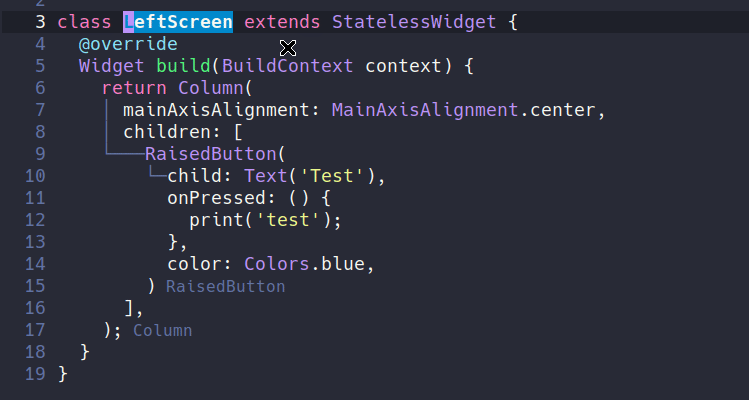 2
3 class LeftScreen extends StatelessWidget {
4   @override
5   Widget build(BuildContext context) {
6     return Column(
7       mainAxisAlignment: MainAxisAlignment.center,
8       children: [
9         RaisedButton(
10           child: Text('Test'),
11           onPressed: () {
12             print('test');
13           },
14           color: Colors.blue,
15         ) RaisedButton
16       ],
17     ); Column
18   }
19 }